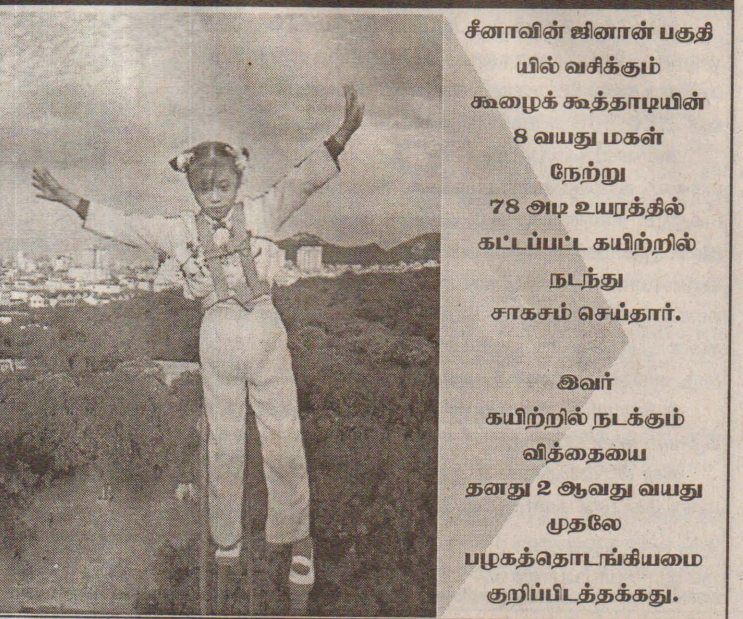 சீனாவின் ஜினான் பகுதி
யில் வசிக்கும்
கூழைக் கூத்தாடியின்
8 வயது மகள்
நேற்று
78 அடி உயரத்தில்
கட்டப்பட்ட கயிற்றில்
நடந்து
சாகசம் செய்தார்.
இவர்
கயிற்றில் நடக்கும்
வித்தையை
தனது 2 ஆவது வயது
முதலே
பழகத்தொடங்கியமை
குறிப்பிடத்தக்கது.